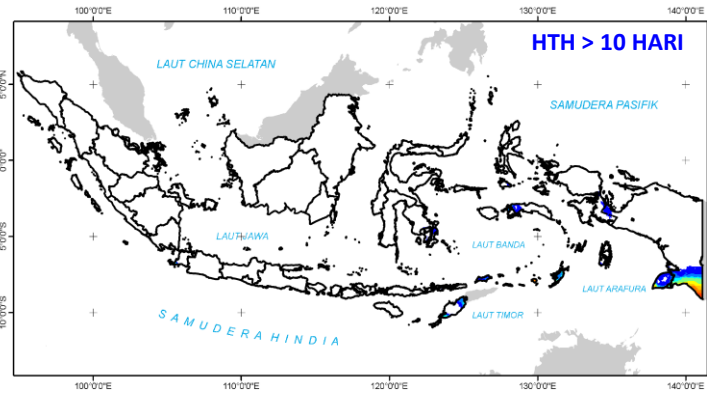 100°0'0"E 110°0'0"E 120°0'0"E 130°0'0"E 140°0'0"E
HTH > 10 HARI
LAUT CHINA SELATAN
5°0'0"N
SAMUDERA PASIFIK
0°0'0"
LAUT JAWA
5°0'0"S
LAUT BANDA
LAUT ARAFURA
10°0'0"S
LAUT TIMOR
SAMUDERA HINDIA
100°0'0"E 110°0'0"E 120°0'0"E 130°0'0"E 140°0'0"E